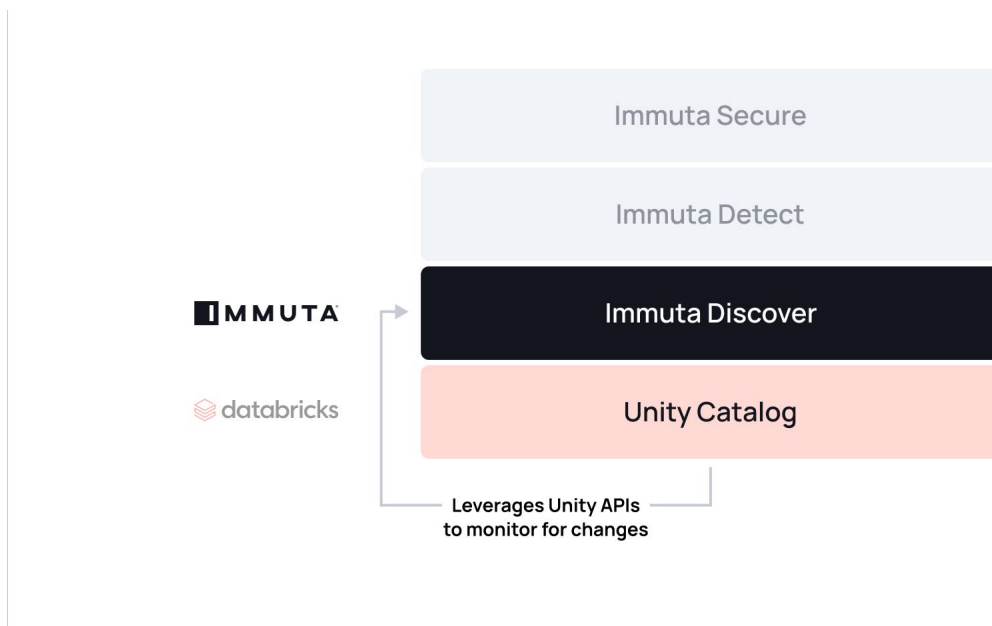 Immuta Secure
Immuta Detect
IMMUTA
Immuta Discover
databricks
Unity Catalog
Leverages Unity APIs
to monitor for changes